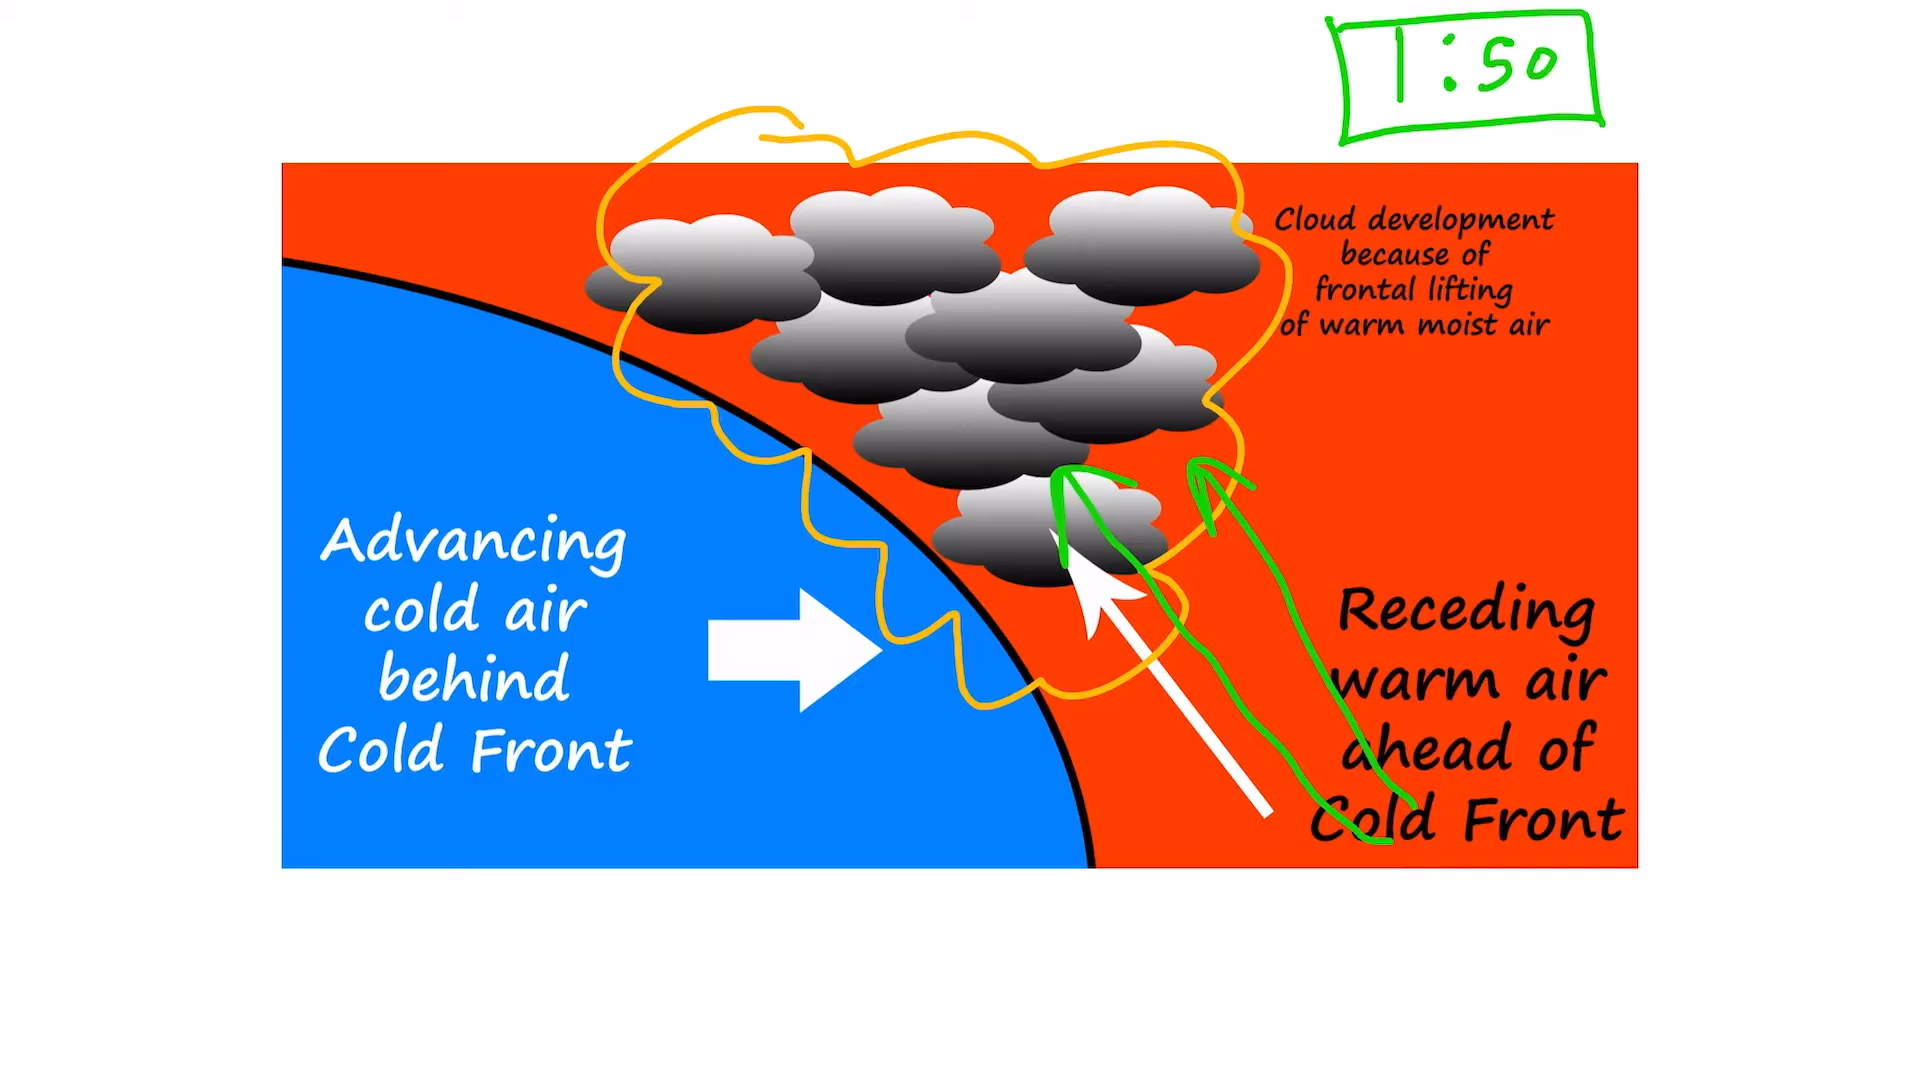 1:50
Cloud development
because of
frontal lifting
of warm moist air
Advancing
cold air
behind
Cold Front
Receding
warm air
ahead of
Cold Front